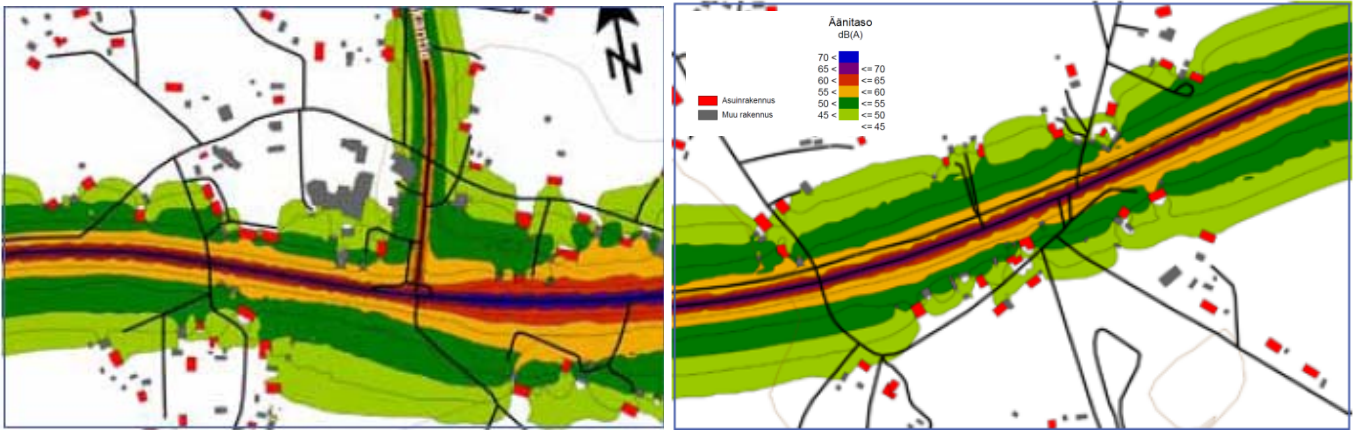 Äänitaso
dB(A)
70 <
65 < <= 70
60 < <= 65
55 < <= 60
50 < <= 55
45 < <= 50
<= 45
Asuinrakennus
Muu rakennus
N